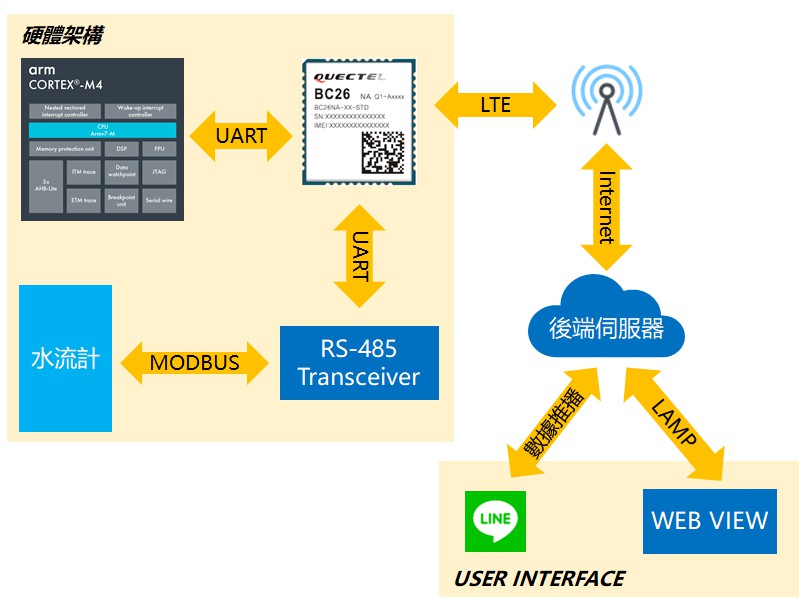 硬體架構
arm
CORTEX®-M4
Nested vectored
interrupt controller
Wake-up interrupt
controller
CPU
Armv7-M
Memory protection unit
DSP
FPU
3x
AHB-Lite
ITM trace
Data
watchpoint
JTAG
ETM trace
Breakpoint
unit
Serial wire
UART
QUECTEL
BC26 NA Q1-Axxxx
BC26NA-XX-STD
SN:XXXXXXXXXXXXXXX
IMEI:XXXXXXXXXXXXXXX
LTE
Internet
UART
水流計
MODBUS
RS-485
Transceiver
後端伺服器
數據推播
LAMP
LINE
WEB VIEW
USER INTERFACE